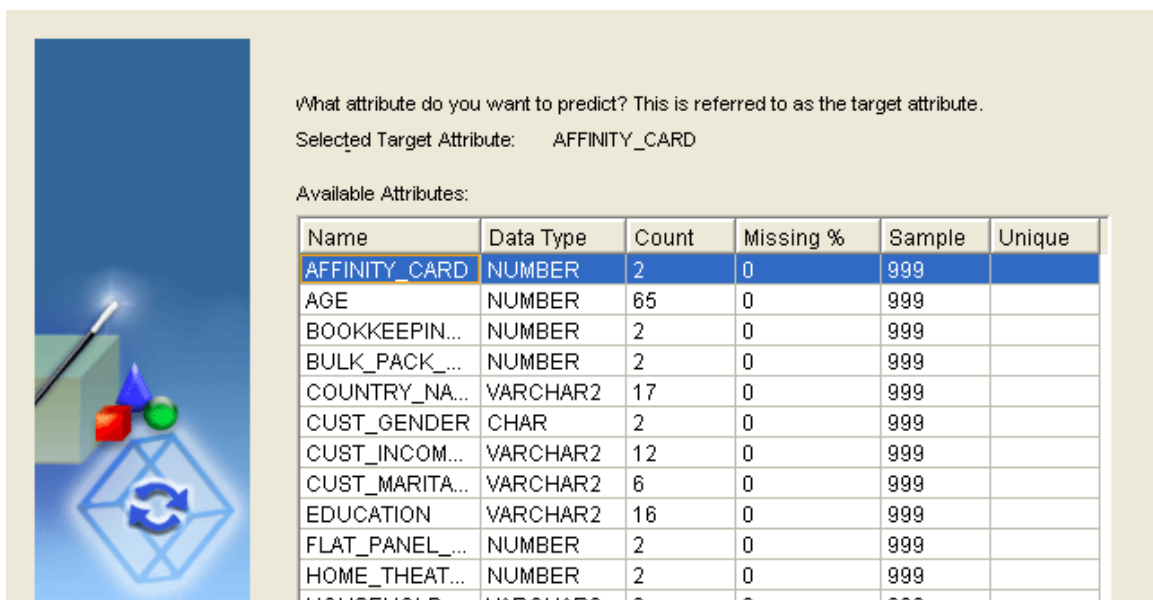 What attribute do you want to predict? This is referred to as the target attribute.
Selected Target Attribute: AFFINITY_CARD
Available Attributes:
Name Data Type Count Missing % Sample Unique
AFFINITY_CARD NUMBER 2 0 999
AGE NUMBER 65 0 999
BOOKKEEPIN... NUMBER 2 0 999
BULK_PACK_... NUMBER 2 0 999
COUNTRY_NA... VARCHAR2 17 0 999
CUST_GENDER CHAR 2 0 999
CUST_INCOM... VARCHAR2 12 0 999
CUST_MARITA... VARCHAR2 6 0 999
EDUCATION VARCHAR2 16 0 999
FLAT_PANEL_... NUMBER 2 0 999
HOME_THEAT... NUMBER 2 0 999